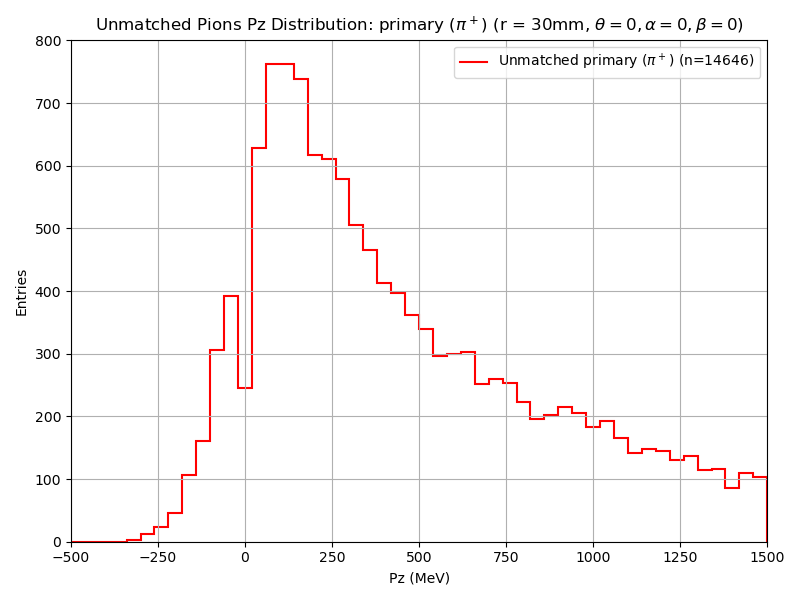 Unmatched Pions Pz Distribution: primary (π⁺) (r = 30mm, θ = 0, α = 0, β = 0)
Unmatched primary (π⁺) (n=14646)
800
700
600
500
400
300
200
100
0
Entries
−500 −250 0 250 500 750 1000 1250 1500
Pz (MeV)